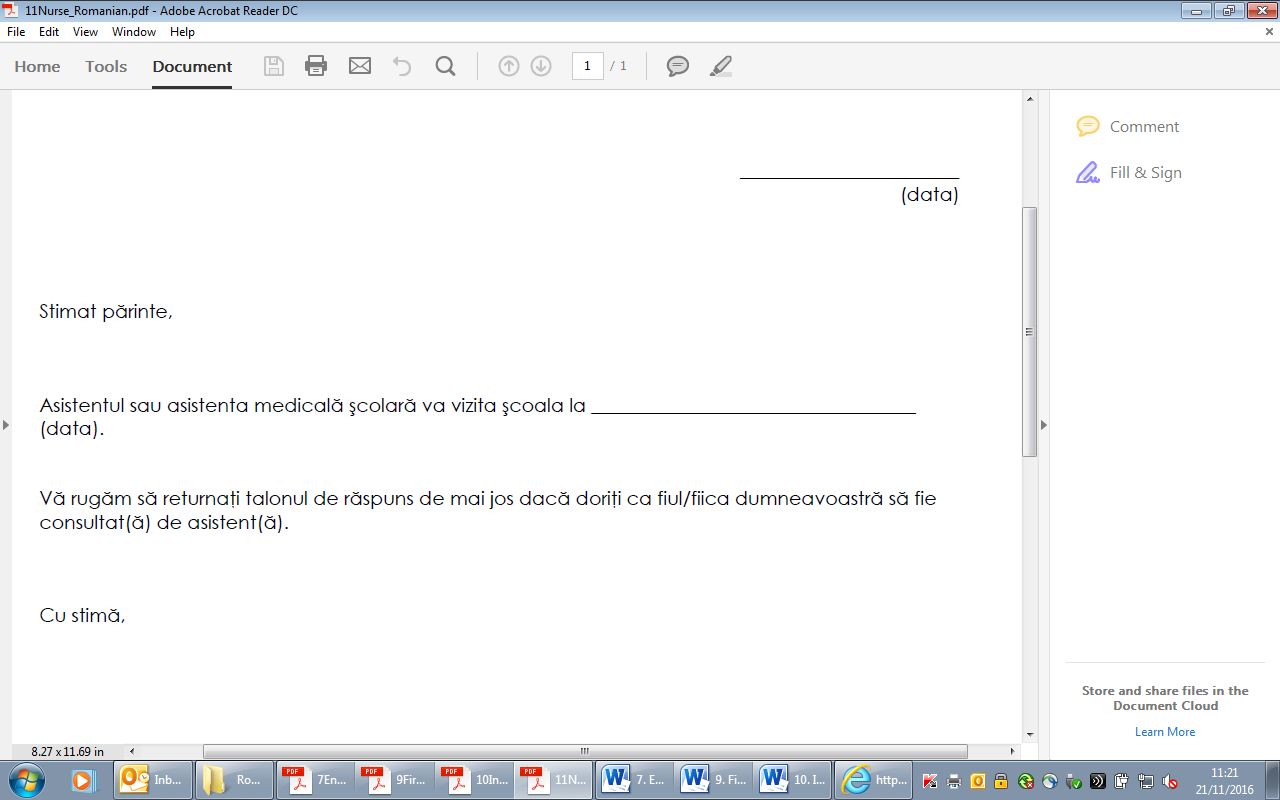 11Nurse_Romanian.pdf - Adobe Acrobat Reader DC
File Edit View Window Help
Home Tools Document 1 / 1
Comment
Fill & Sign
(data)
Stimat părinte,
Asistentul sau asistenta medicală şcolară va vizita şcoala la ______________________________
(data).
Vă rugăm să returnați talonul de răspuns de mai jos dacă doriți ca fiul/fiica dumneavoastră să fie
consultat(ă) de asistent(ă).
Cu stimă,
Store and share files in the
Document Cloud
Learn More
8.27 x 11.69 in
Inb... Ro... 7En... 9Fir... 10In... 11N... 7. E... 9. Fi... 10. I... http...
11:21
21/11/2016